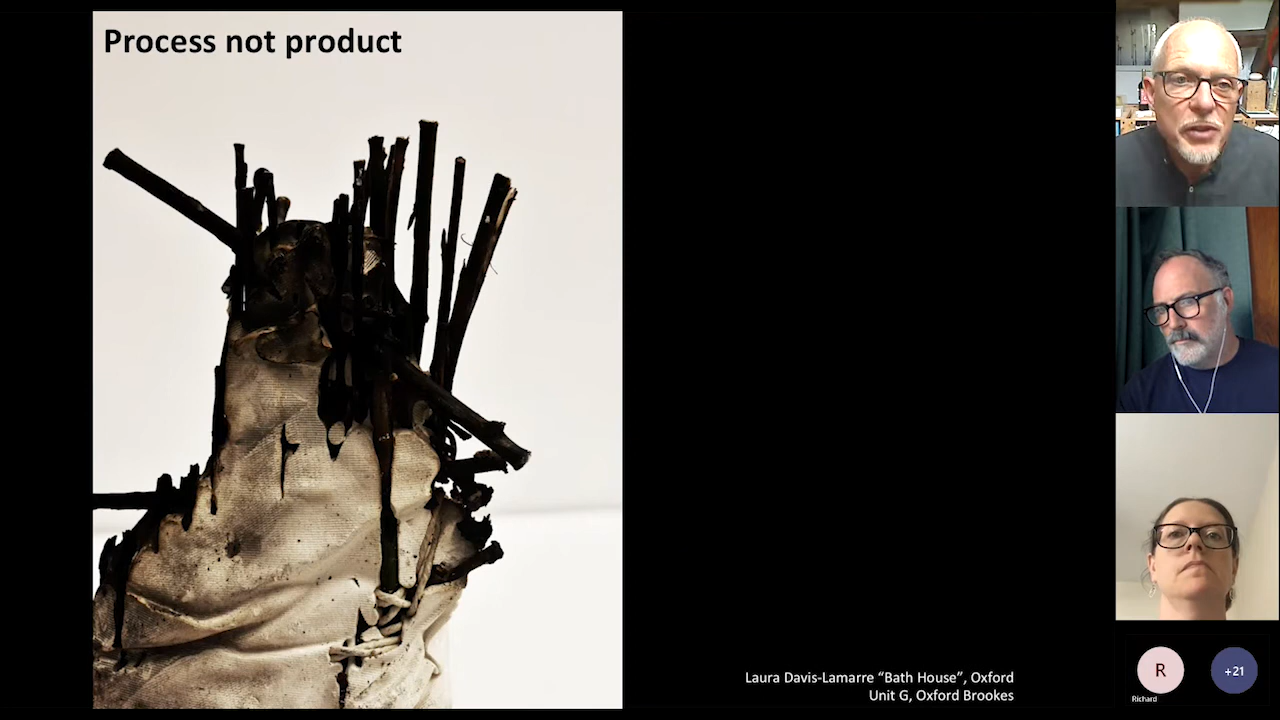 Process not product
Laura Davis-Lamarre “Bath House”, Oxford
Unit G, Oxford Brookes
R
+21
Richard